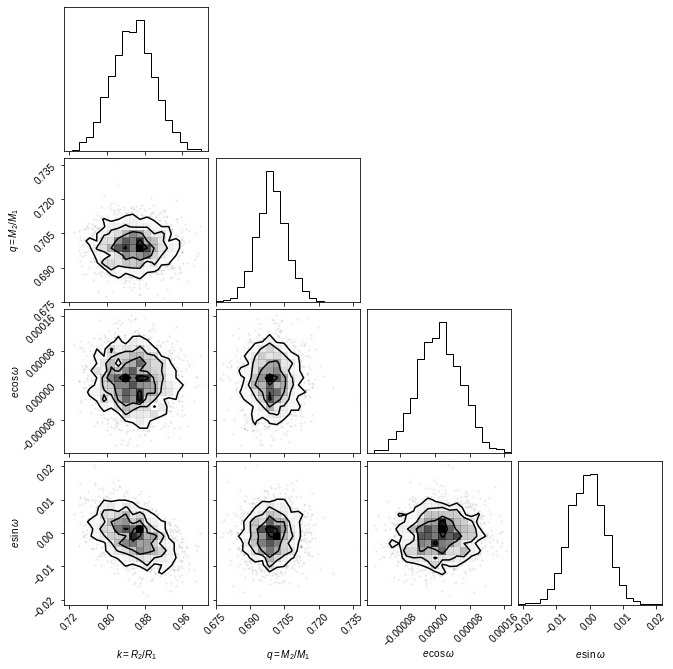 q = M₂/M₁
0.735
0.720
0.705
0.690
0.675
e cos ω
0.00016
0.00008
0.00000
−0.00008
e sin ω
0.02
0.01
0.00
−0.01
−0.02
0.72 0.80 0.88 0.96
0.675 0.690 0.705 0.720 0.735
−0.00008 0.00000 0.00008 0.00016
−0.02 −0.01 0.00 0.01 0.02
k = R₂/R₁ q = M₂/M₁ e cos ω e sin ω